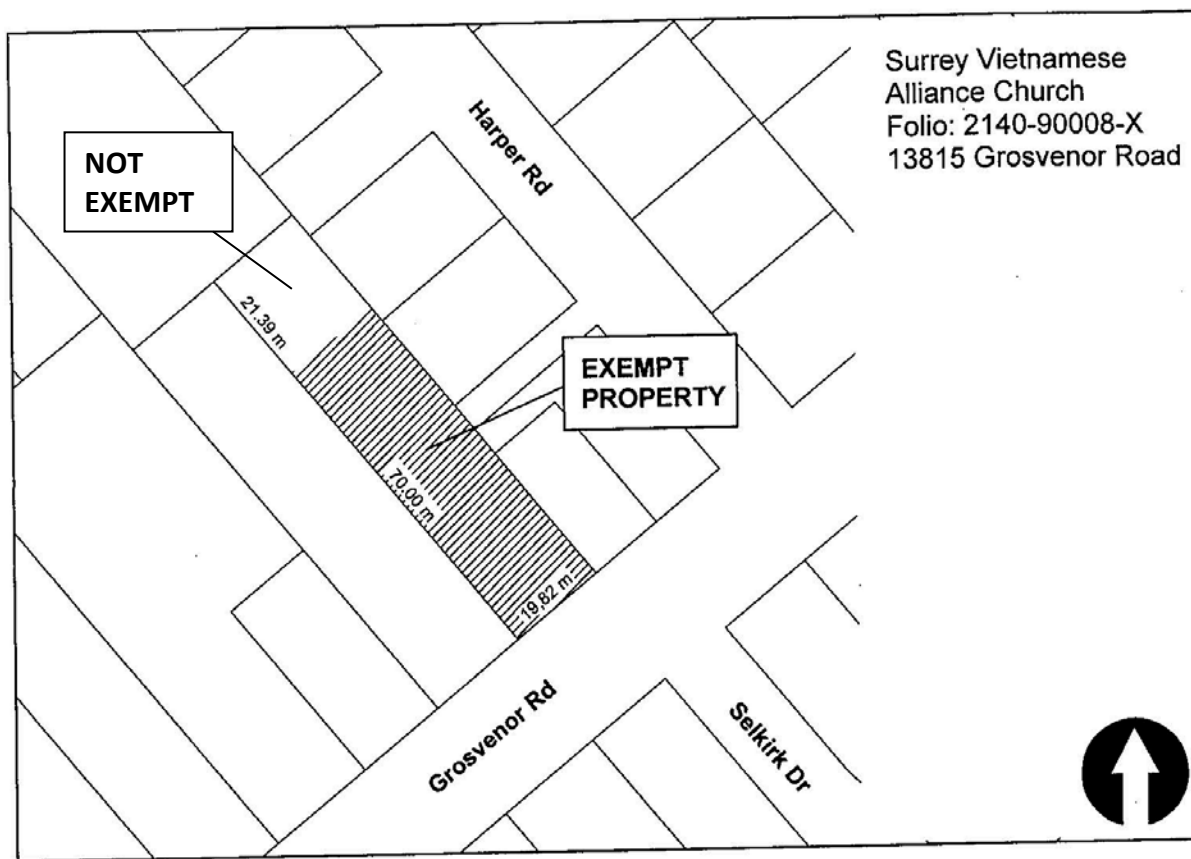 Surrey Vietnamese
Alliance Church
Folio: 2140-90008-X
13815 Grosvenor Road
NOT
EXEMPT
Harper Rd
21.39 m
EXEMPT
PROPERTY
70.00 m
19,82 m
Grosvenor Rd
Selkirk Dr